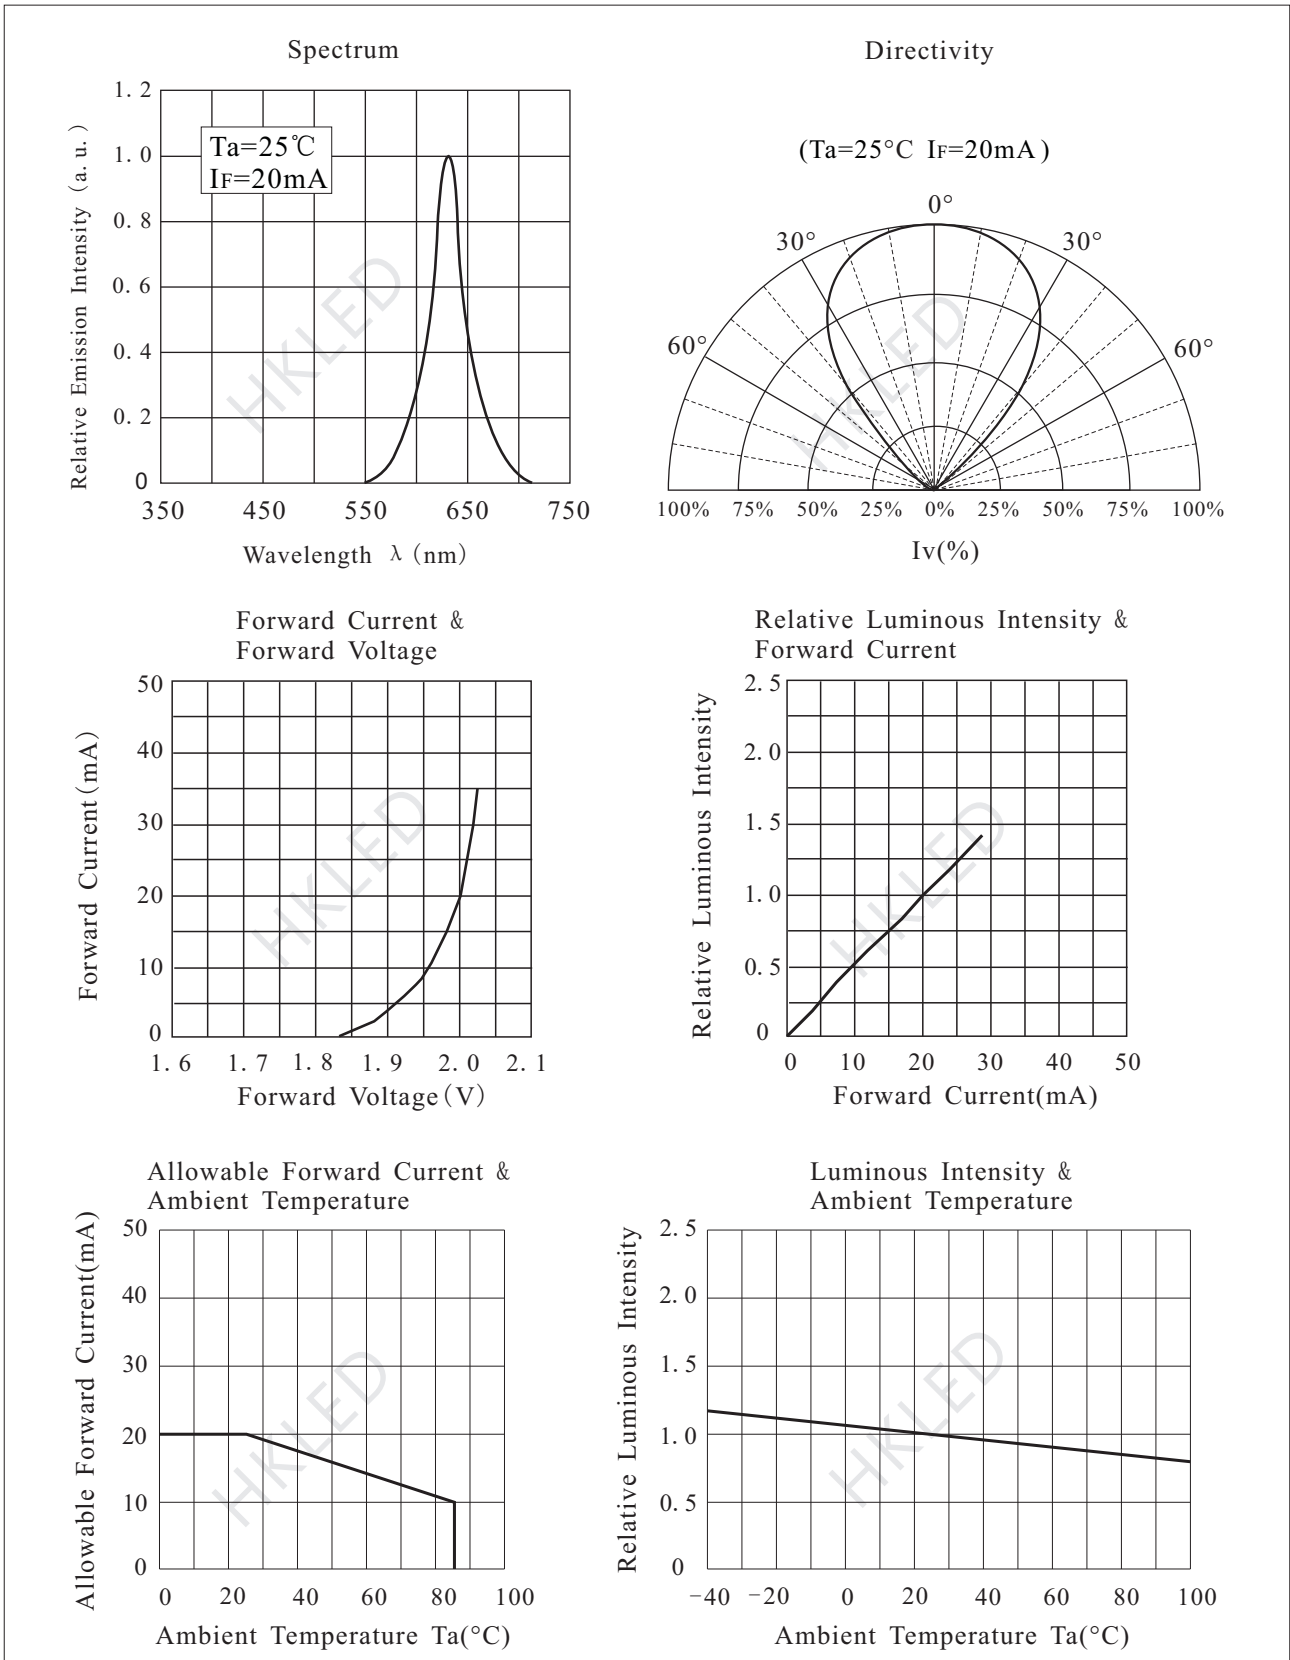 Spectrum
1.2
1.0
0.8
0.6
0.4
0.2
0
Relative Emission Intensity (a.u.)
Ta=25℃
IF=20mA
HKLED
350 450 550 650 750
Wavelength λ (nm)
Directivity
(Ta=25°C IF=20mA)
0°
30° 30°
60° 60°
HKLED
100% 75% 50% 25% 0% 25% 50% 75% 100%
Iv(%)
Forward Current &
Forward Voltage
50
40
30
20
10
0
Forward Current (mA)
HKLED
1.6 1.7 1.8 1.9 2.0 2.1
Forward Voltage (V)
Relative Luminous Intensity &
Forward Current
2.5
2.0
1.5
1.0
0.5
0
Relative Luminous Intensity
HKLED
0 10 20 30 40 50
Forward Current(mA)
Allowable Forward Current &
Ambient Temperature
50
40
30
20
10
0
Allowable Forward Current(mA)
HKLED
0 20 40 60 80 100
Ambient Temperature Ta(°C)
Luminous Intensity &
Ambient Temperature
2.5
2.0
1.5
1.0
0.5
0
Relative Luminous Intensity
HKLED
-40 -20 0 20 40 60 80 100
Ambient Temperature Ta(°C)